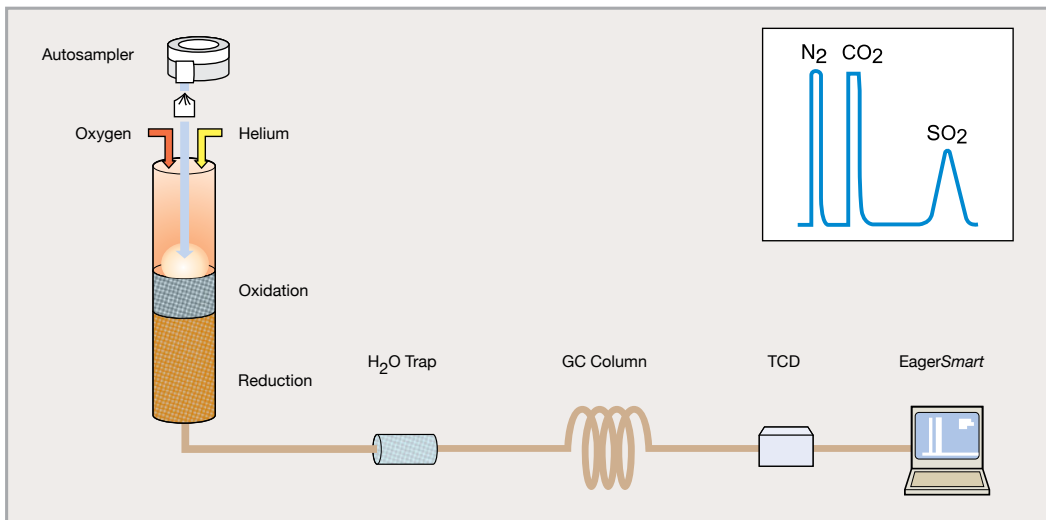 Autosampler
N2 CO2
Oxygen
Helium
SO2
Oxidation
Reduction
H2O Trap
GC Column
TCD
EagerSmart